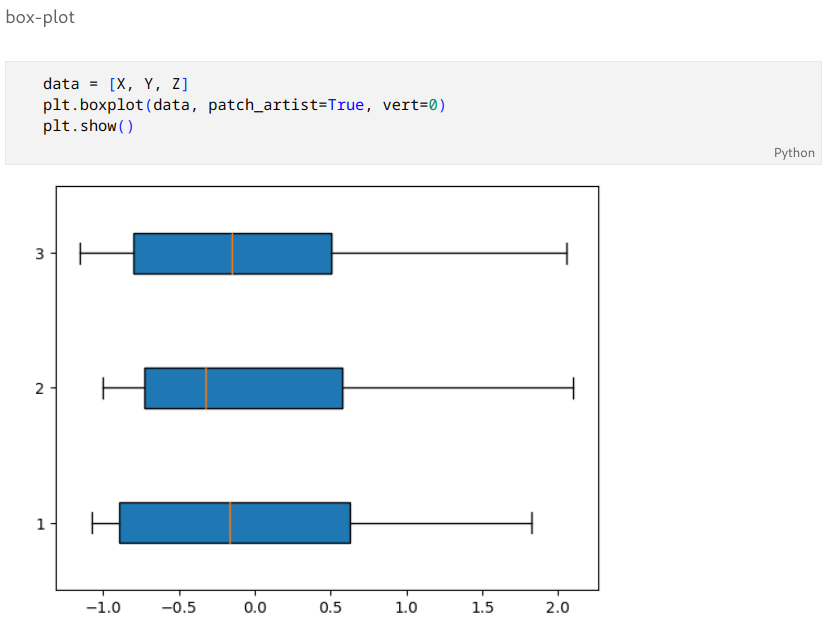 box-plot
data = [X, Y, Z]
plt.boxplot(data, patch_artist=True, vert=0)
plt.show()
Python
3
2
1
−1.0 −0.5 0.0 0.5 1.0 1.5 2.0